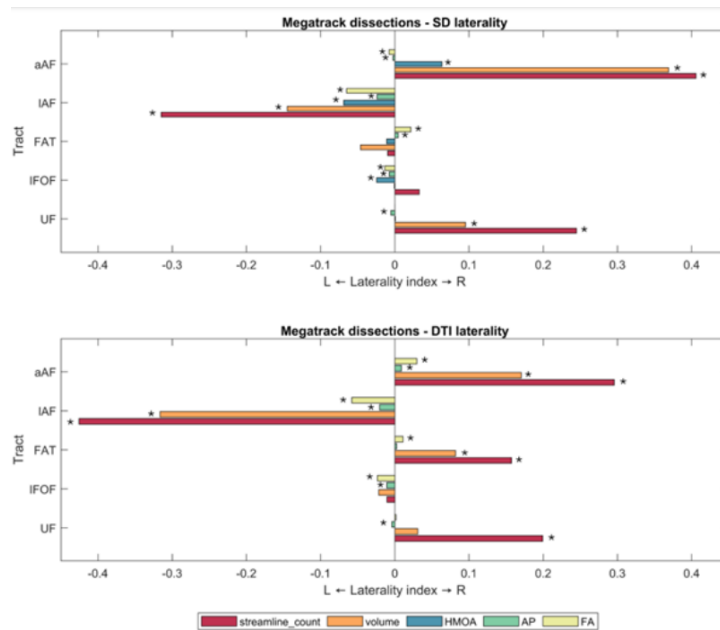 Megatrack dissections - SD laterality
Tract
aAF
lAF
FAT
IFOF
UF
-0.4 -0.3 -0.2 -0.1 0 0.1 0.2 0.3 0.4
L ← Laterality index → R
Megatrack dissections - DTI laterality
Tract
aAF
lAF
FAT
IFOF
UF
-0.4 -0.3 -0.2 -0.1 0 0.1 0.2 0.3 0.4
L ← Laterality index → R
streamline_count volume HMOA AP FA